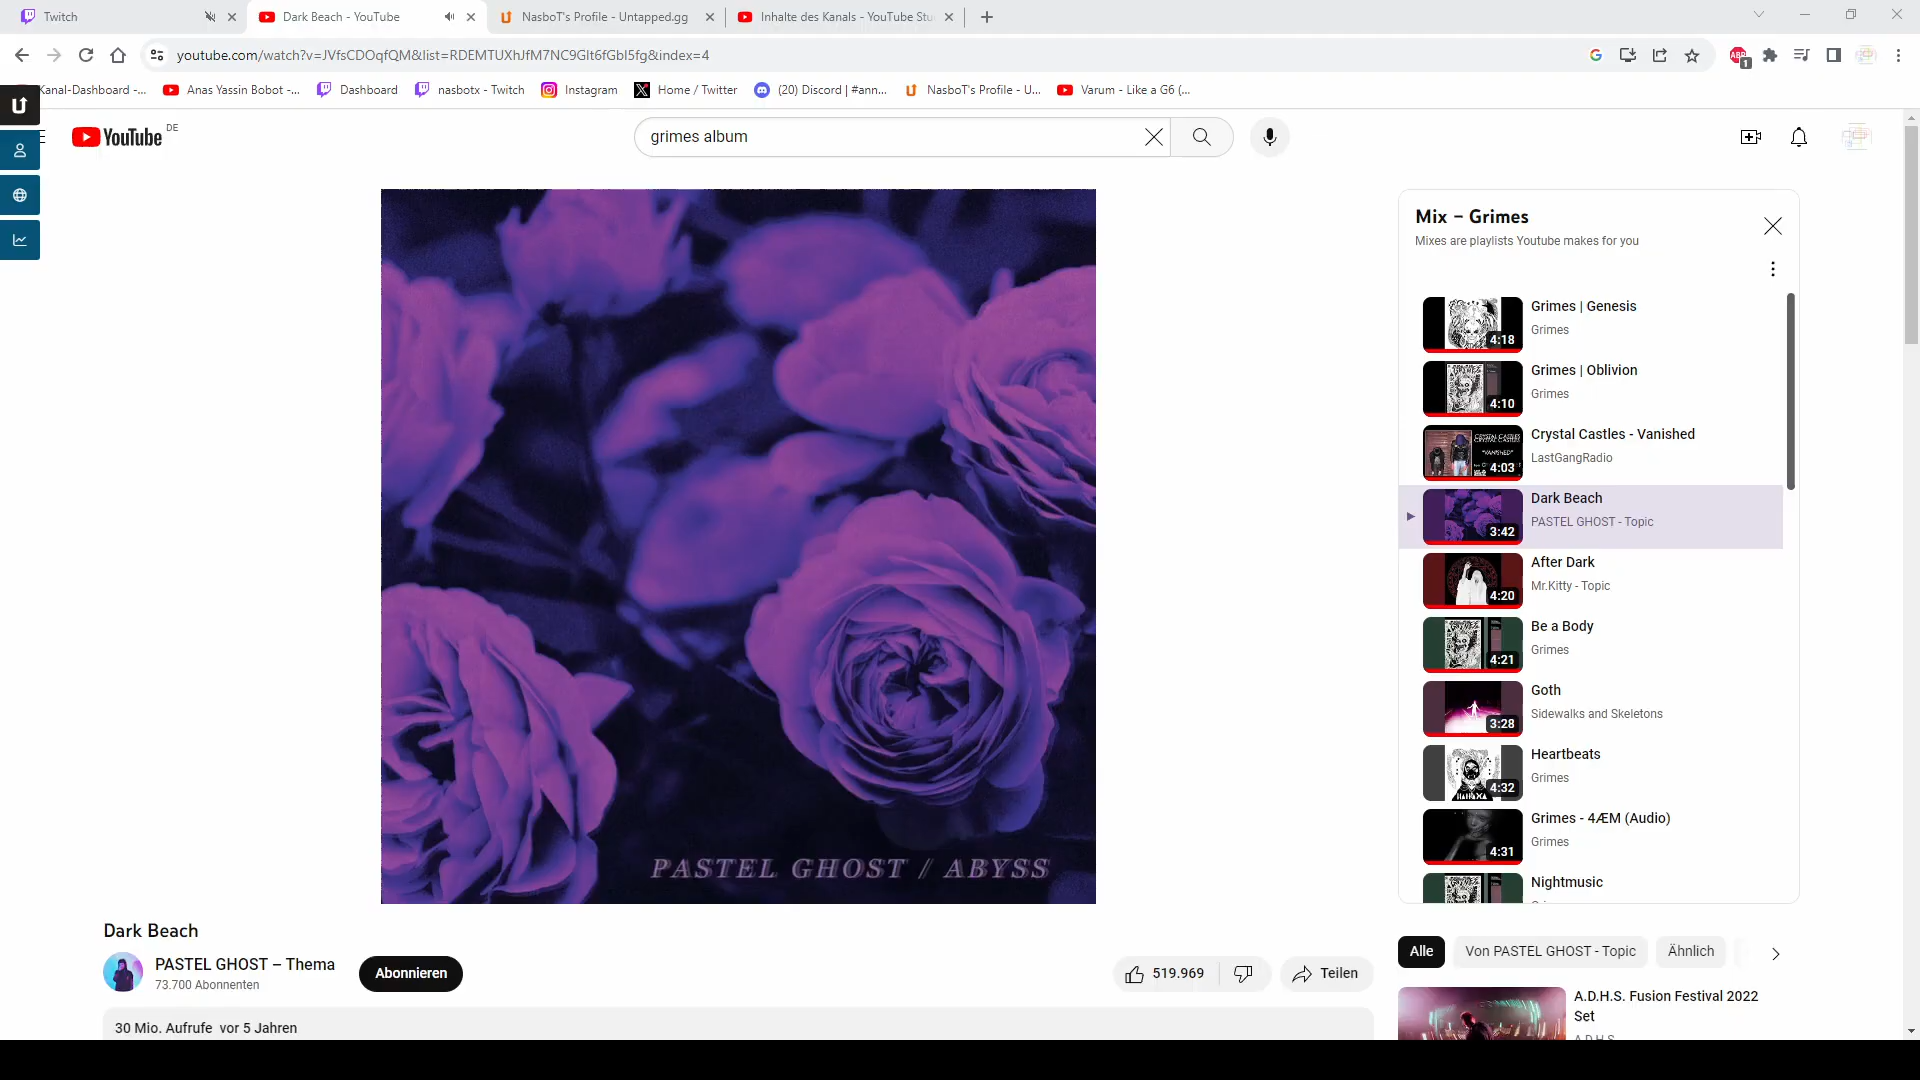 Twitch
Dark Beach - YouTube
NasboT's Profile - Untapped.gg
Inhalte des Kanals - YouTube Stu
youtube.com/watch?v=JVfsCDOqfQM&list=RDEMTUXhJfM7NC9Glt6fGbI5fg&index=4
ABP
1
Kanal-Dashboard -...
Anas Yassin Bobot -...
Dashboard
nasbotx - Twitch
Instagram
Home / Twitter
(20) Discord | #ann...
NasboT's Profile - U...
Varum - Like a G6 (...
YouTube DE
grimes album
PASTEL GHOST / ABYSS
Mix – Grimes
Mixes are playlists Youtube makes for you
4:18
Grimes | Genesis
Grimes
4:10
Grimes | Oblivion
Grimes
4:03
Crystal Castles - Vanished
LastGangRadio
3:42
Dark Beach
PASTEL GHOST - Topic
4:20
After Dark
Mr.Kitty - Topic
4:21
Be a Body
Grimes
3:28
Goth
Sidewalks and Skeletons
4:32
Heartbeats
Grimes
4:31
Grimes - 4ÆM (Audio)
Grimes
Nightmusic
Dark Beach
PASTEL GHOST – Thema
73.700 Abonnenten
Abonnieren
519.969
Teilen
30 Mio. Aufrufe vor 5 Jahren
Alle
Von PASTEL GHOST - Topic
Ähnlich
A.D.H.S. Fusion Festival 2022
Set
A.D.H.S.